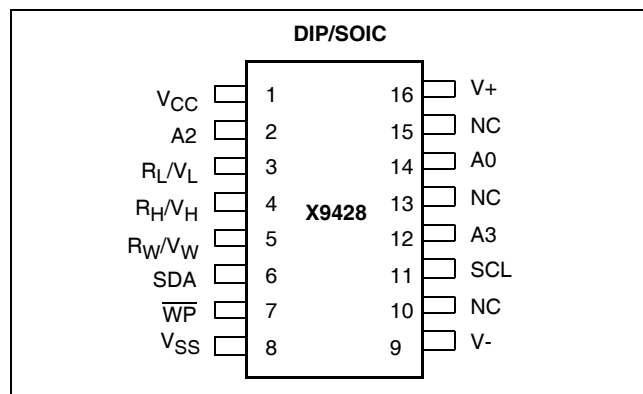 DIP/SOIC
VCC 1 16 V+
A2 2 15 NC
RL/VL 3 14 A0
RH/VH 4 X9428 13 NC
RW/VW 5 12 A3
SDA 6 11 SCL
WP 7 10 NC
VSS 8 9 V-